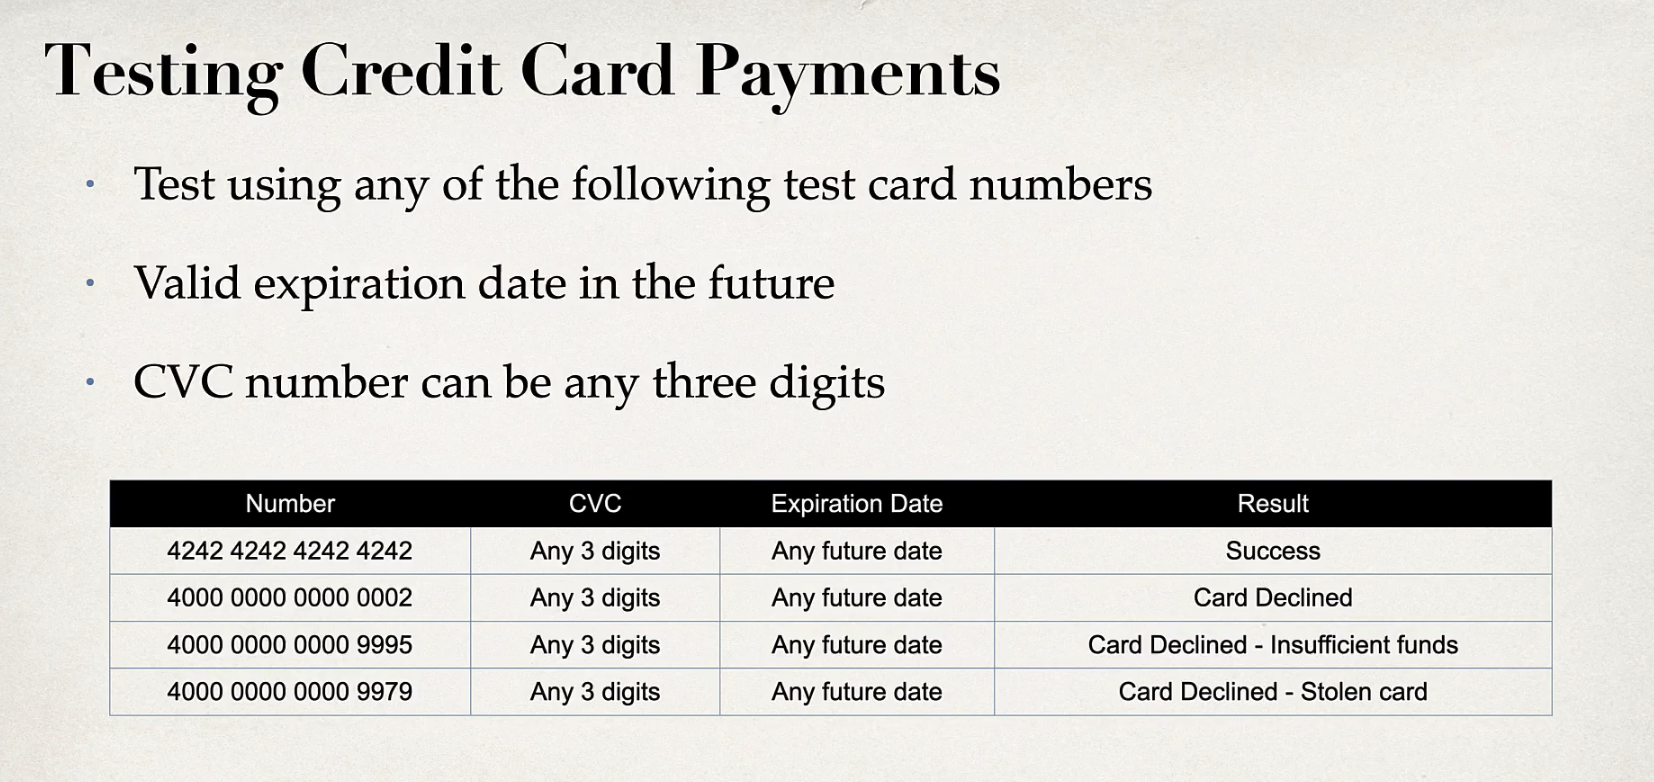 Testing Credit Card Payments
• Test using any of the following test card numbers
• Valid expiration date in the future
• CVC number can be any three digits
Number CVC Expiration Date Result
4242 4242 4242 4242 Any 3 digits Any future date Success
4000 0000 0000 0002 Any 3 digits Any future date Card Declined
4000 0000 0000 9995 Any 3 digits Any future date Card Declined - Insufficient funds
4000 0000 0000 9979 Any 3 digits Any future date Card Declined - Stolen card